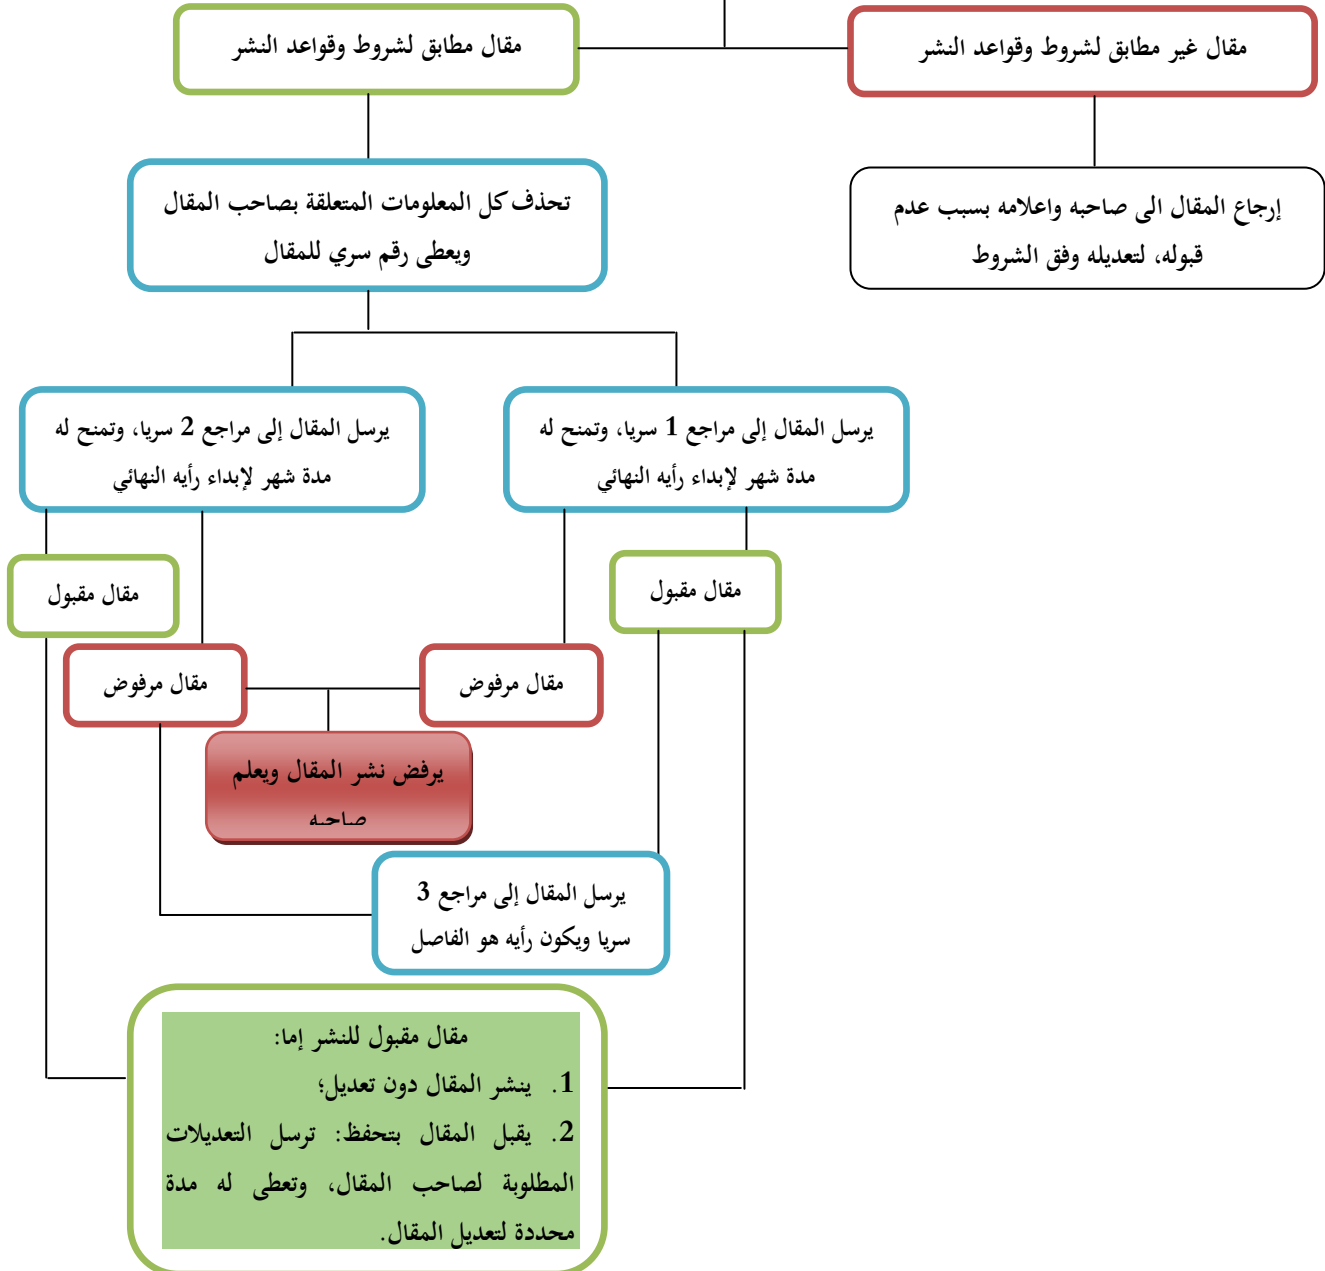 مقال غير مطابق لشروط وقواعد النشر
مقال مطابق لشروط وقواعد النشر
إرجاع المقال الى صاحبه واعلامه بسبب عدم
قبوله، لتعديله وفق الشروط
تحذف كل المعلومات المتعلقة بصاحب المقال
ويعطى رقم سري للمقال
يرسل المقال إلى مراجع 1 سريا، وتمنح له
مدة شهر لإبداء رأيه النهائي
يرسل المقال إلى مراجع 2 سريا، وتمنح له
مدة شهر لإبداء رأيه النهائي
مقال مقبول
مقال مقبول
مقال مرفوض
مقال مرفوض
يرفض نشر المقال ويعلم
صاحبه
يرسل المقال إلى مراجع 3
سريا ويكون رأيه هو الفاصل
مقال مقبول للنشر إما:
1. ينشر المقال دون تعديل؛
2. يقبل المقال بتحفظ: ترسل التعديلات
المطلوبة لصاحب المقال، وتعطى له مدة
محددة لتعديل المقال.